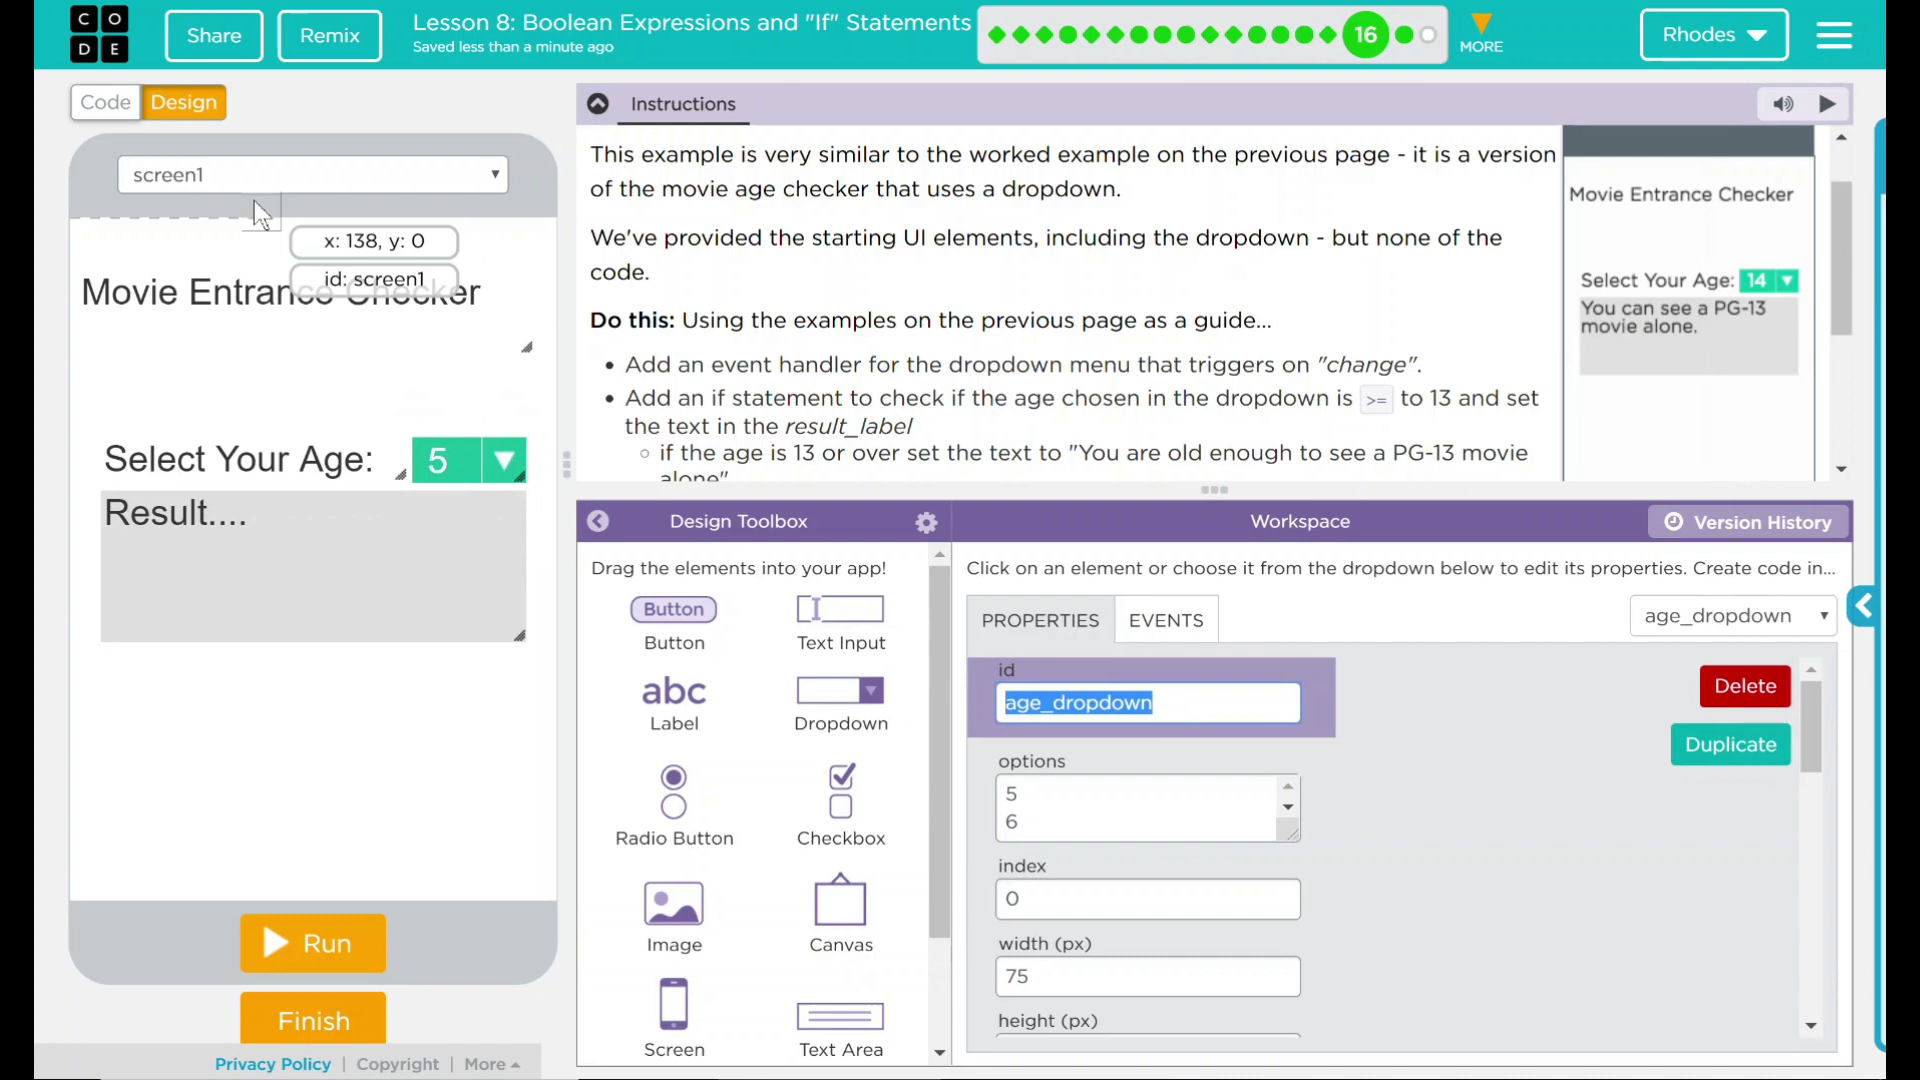 C O
D E
Share
Remix
Lesson 8: Boolean Expressions and "If" Statements
Saved less than a minute ago
16
MORE
Rhodes
Code
Design
Instructions
screen1
x: 138, y: 0
id: screen1
Movie Entrance Checker
Select Your Age:
5
Result....
This example is very similar to the worked example on the previous page - it is a version
of the movie age checker that uses a dropdown.
We've provided the starting UI elements, including the dropdown - but none of the
code.
Do this: Using the examples on the previous page as a guide...
Add an event handler for the dropdown menu that triggers on "change".
Add an if statement to check if the age chosen in the dropdown is >= to 13 and set
the text in the result_label
if the age is 13 or over set the text to "You are old enough to see a PG-13 movie
alone"
Movie Entrance Checker
Select Your Age: 14
You can see a PG-13
movie alone.
Design Toolbox
Workspace
Version History
Drag the elements into your app!
Button
Button
Text Input
abc
Label
Dropdown
Radio Button
Checkbox
Image
Canvas
Screen
Text Area
Click on an element or choose it from the dropdown below to edit its properties. Create code in...
PROPERTIES
EVENTS
age_dropdown
id
age_dropdown
Delete
Duplicate
options
5
6
index
0
width (px)
75
height (px)
Run
Finish
Privacy Policy | Copyright | More